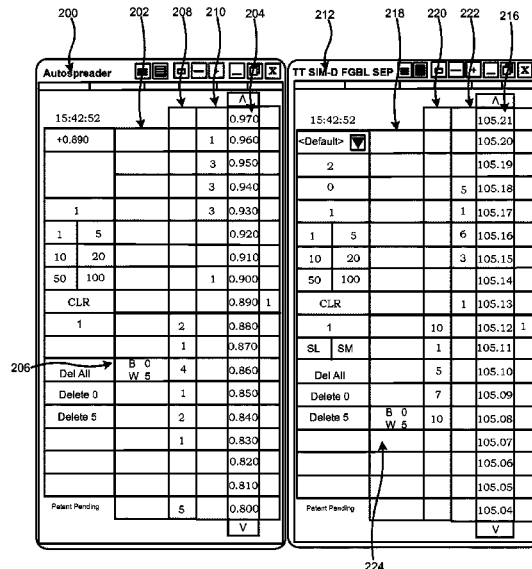 200 202 208 210 204 212 218 220 222 216
Autospreader
Λ
15:42:52 0.970
+0.890 1 0.960
3 0.950
3 0.940
1 3 0.930
1 5 0.920
10 20 0.910
50 100 1 0.900
CLR 0.890 1
1 2 0.880
1 0.870
206
Del All B 0 W 5 4 0.860
Delete 0 1 0.850
Delete 5 2 0.840
1 0.830
0.820
0.810
Patent Pending 5 0.800
V
TT SIM-D FGBL SEP
Λ
15:42:52 105.21
<Default> 105.20
2 105.19
0 5 105.18
1 1 105.17
1 5 6 105.16
10 20 3 105.15
50 100 105.14
CLR 1 105.13
1 10 105.12 1
SL SM 1 105.11
Del All 5 105.10
Delete 0 7 105.09
Delete 5 B 0 W 5 10 105.08
105.07
105.06
105.05
Patent Pending 105.04
V
224